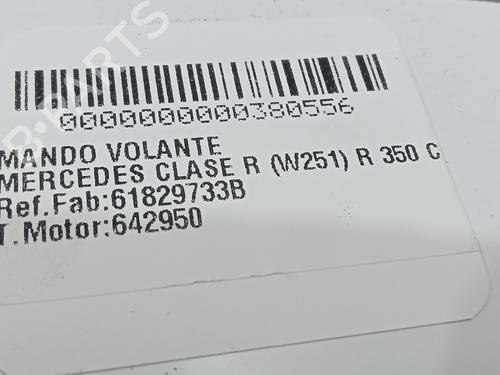 0000000000380556
MANDO VOLANTE
MERCEDES CLASE R (W251) R 350 C
Ref.Fab:61829733B
T.Motor:642950